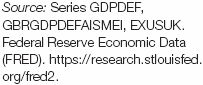 Source: Series GDPDEF,
GBRGDPDEFAISMEI, EXUSUK.
Federal Reserve Economic Data
(FRED). https://research.stlouisfed.
org/fred2.